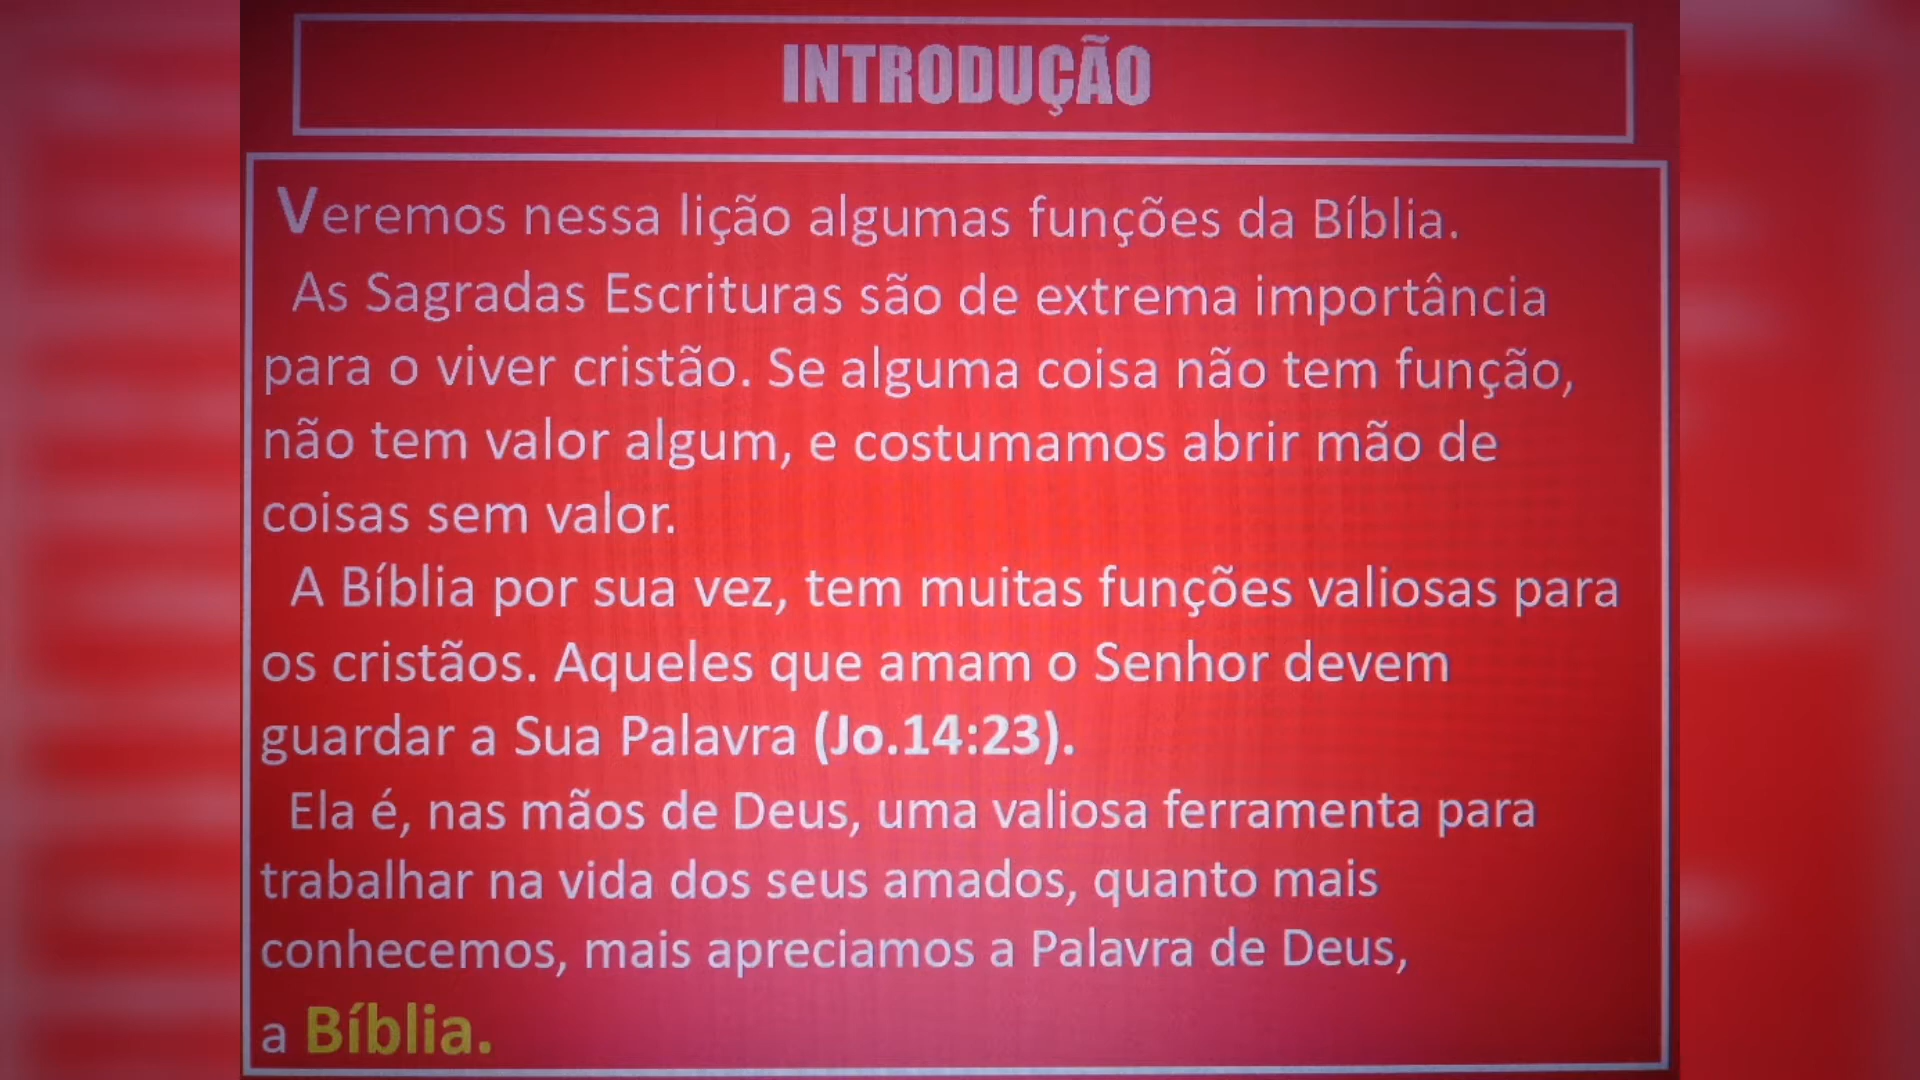 INTRODUÇÃO
Veremos nessa lição algumas funções da Bíblia.
As Sagradas Escrituras são de extrema importância
para o viver cristão. Se alguma coisa não tem função,
não tem valor algum, e costumamos abrir mão de
coisas sem valor.
A Bíblia por sua vez, tem muitas funções valiosas para
os cristãos. Aqueles que amam o Senhor devem
guardar a Sua Palavra (Jo.14:23).
Ela é, nas mãos de Deus, uma valiosa ferramenta para
trabalhar na vida dos seus amados, quanto mais
conhecemos, mais apreciamos a Palavra de Deus,
a Bíblia.